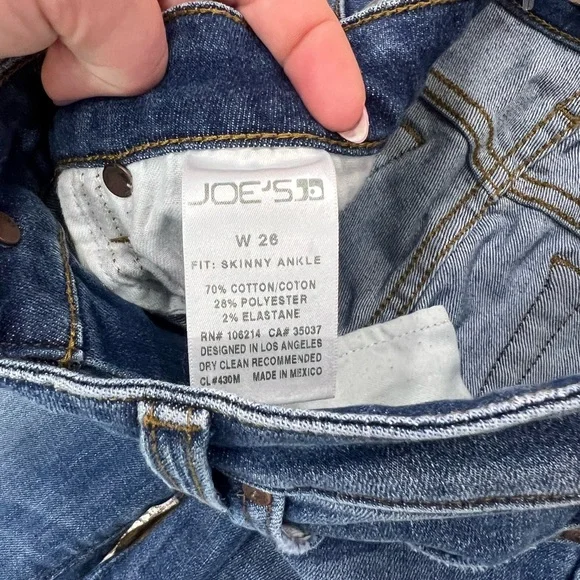 JOE'S
W 26
FIT: SKINNY ANKLE
70% COTTON/COTON
28% POLYESTER
2% ELASTANE
RN# 106214 CA# 35037
DESIGNED IN LOS ANGELES
DRY CLEAN RECOMMENDED
CL#430M MADE IN MEXICO